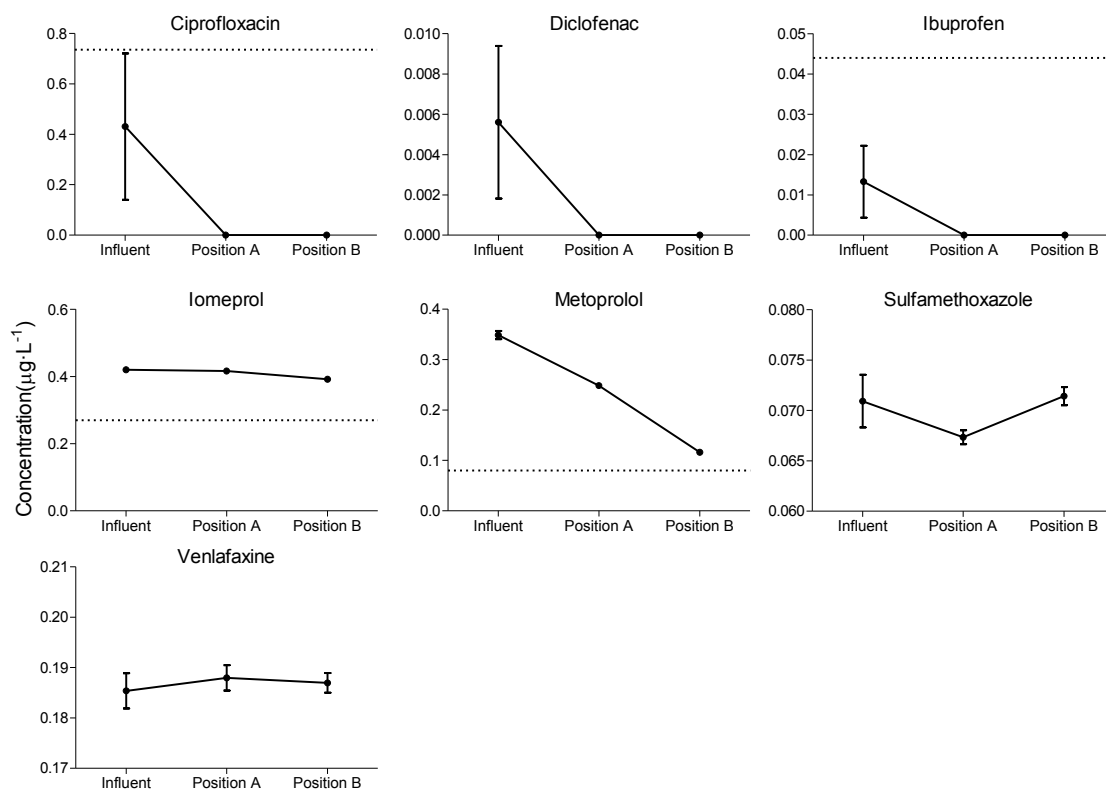 Ciprofloxacin
0.8
0.6
0.4
0.2
0.0
Influent Position A Position B
Diclofenac
0.010
0.008
0.006
0.004
0.002
0.000
Influent Position A Position B
Ibuprofen
0.05
0.04
0.03
0.02
0.01
0.00
Influent Position A Position B
Concentration(µg·L⁻¹)
Iomeprol
0.6
0.4
0.2
0.0
Influent Position A Position B
Metoprolol
0.4
0.3
0.2
0.1
0.0
Influent Position A Position B
Sulfamethoxazole
0.080
0.075
0.070
0.065
0.060
Influent Position A Position B
Venlafaxine
0.21
0.20
0.19
0.18
0.17
Influent Position A Position B